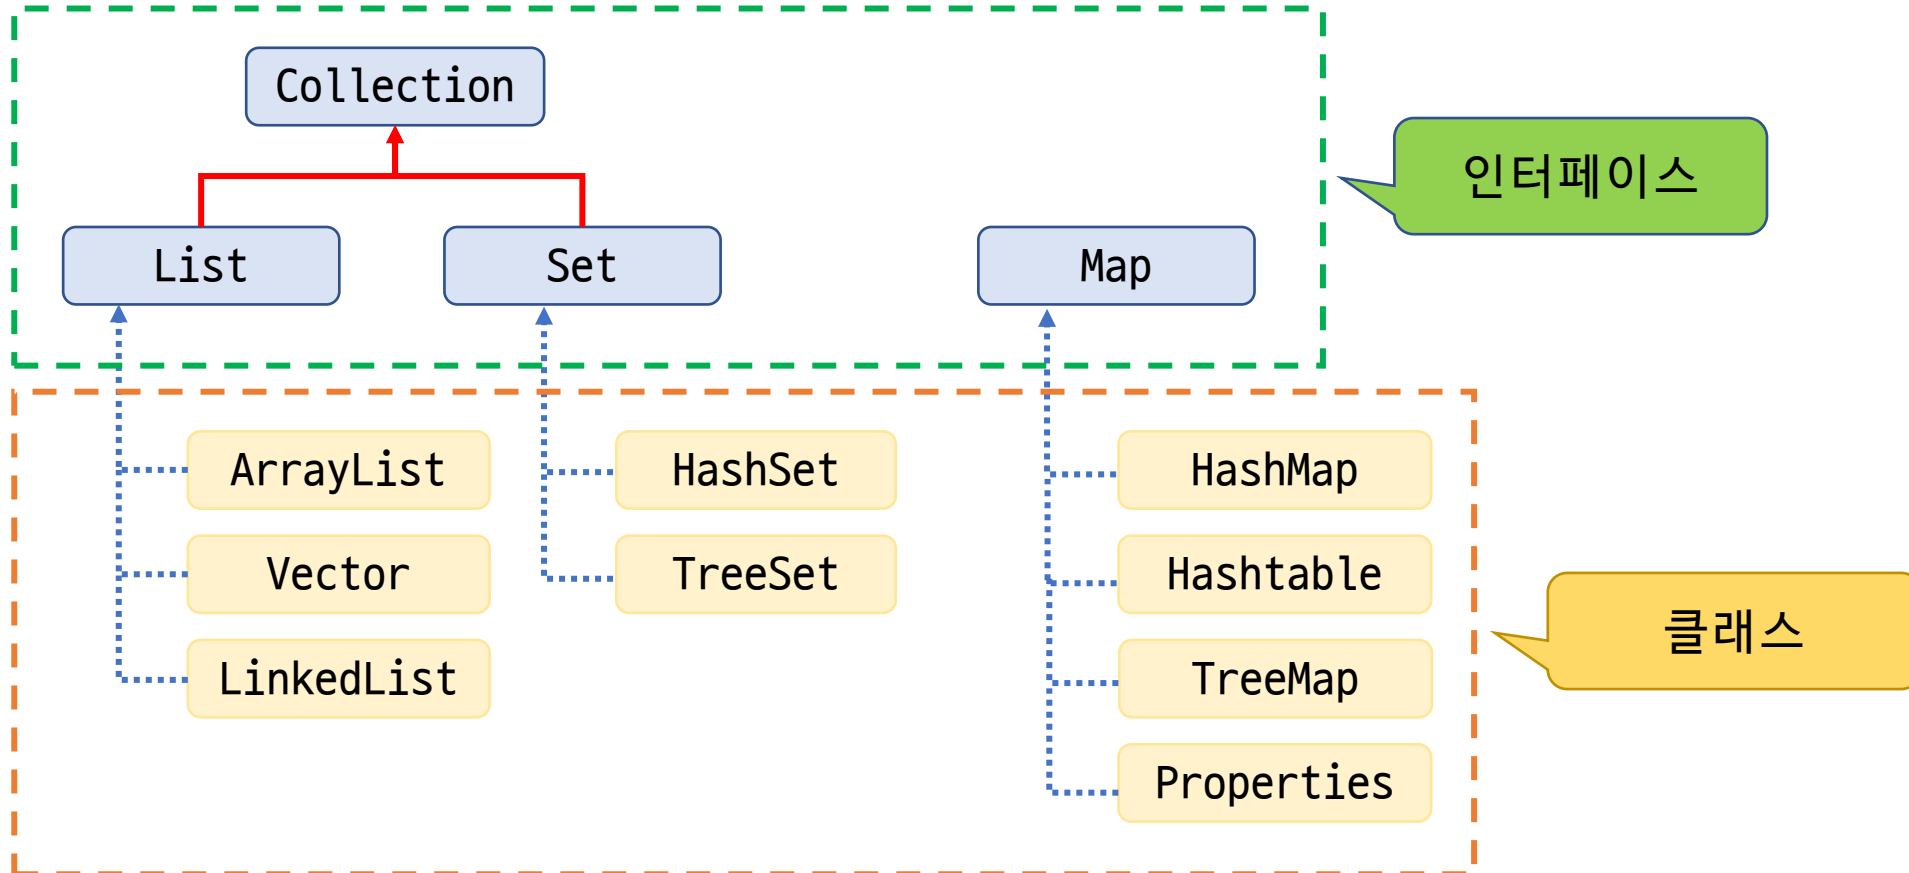 Collection
인터페이스
List
Set
Map
ArrayList
HashSet
HashMap
Vector
TreeSet
Hashtable
클래스
LinkedList
TreeMap
Properties